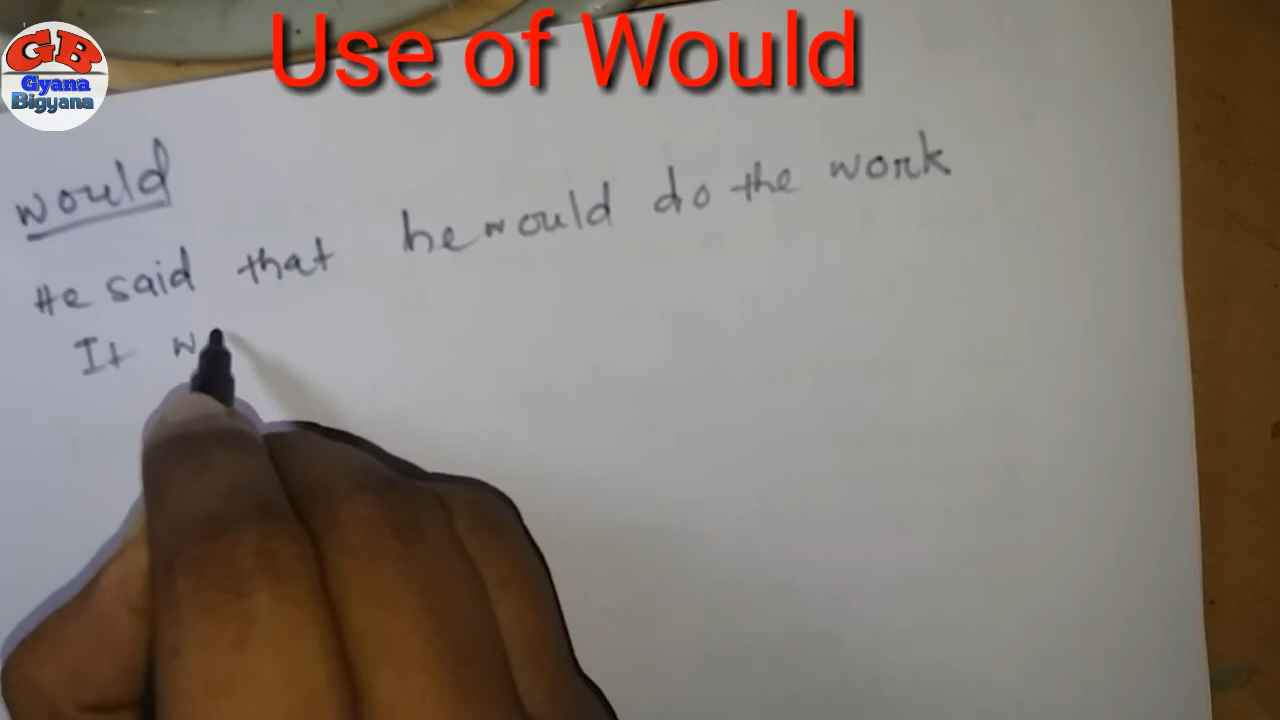 Use of Would
GB
Gyana
Bigyana
would
He said that he would do the work
It w